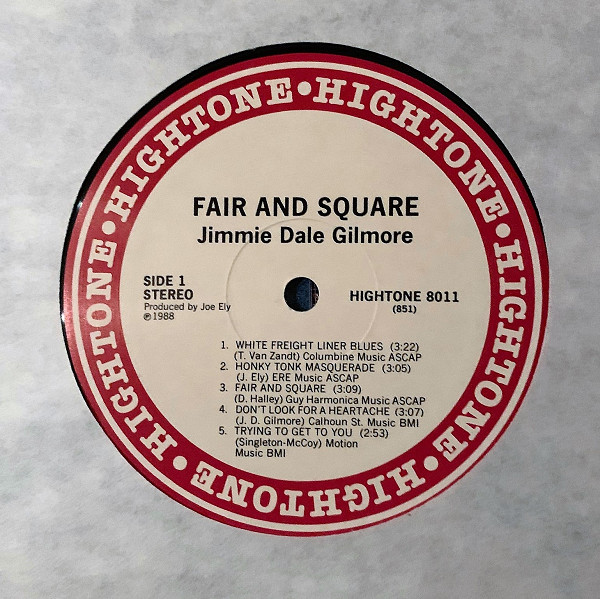 HIGHTONE • HIGHTONE • HIGHTONE • HIGHTONE • HIGHTONE • HIGHTONE •
FAIR AND SQUARE
Jimmie Dale Gilmore
SIDE 1
STEREO
Produced by Joe Ely
℗1988
HIGHTONE 8011
(851)
1. WHITE FREIGHT LINER BLUES (3:22)
(T. Van Zandt) Columbine Music ASCAP
2. HONKY TONK MASQUERADE (3:05)
(J. Ely) ERE Music ASCAP
3. FAIR AND SQUARE (3:09)
(D. Halley) Guy Harmonica Music ASCAP
4. DON'T LOOK FOR A HEARTACHE (3:07)
(J. D. Gilmore) Calhoun St. Music BMI
5. TRYING TO GET TO YOU (2:53)
(Singleton-McCoy) Motion
Music BMI